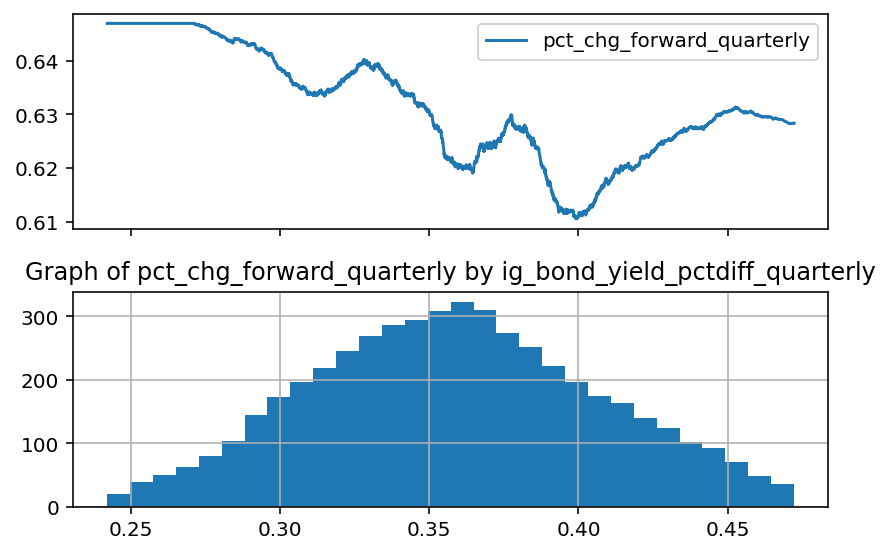 pct_chg_forward_quarterly
0.64
0.63
0.62
0.61
Graph of pct_chg_forward_quarterly by ig_bond_yield_pctdiff_quarterly
300
200
100
0
0.25 0.30 0.35 0.40 0.45